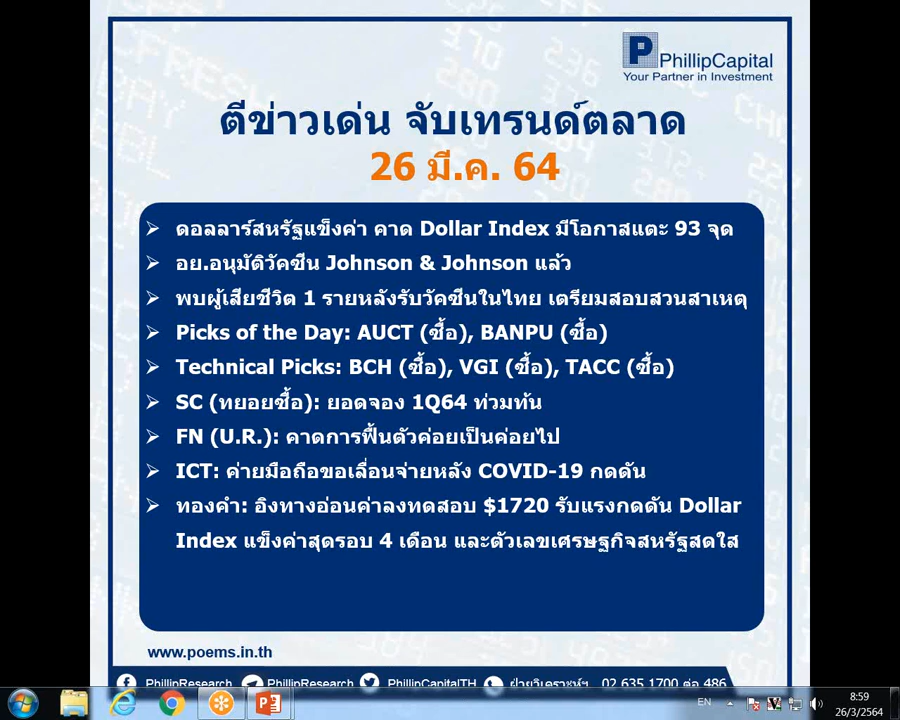 P PhillipCapital
Your Partner in Investment
ตีข่าวเด่น จับเทรนด์ตลาด
26 มี.ค. 64
ดอลลาร์สหรัฐแข็งค่า คาด Dollar Index มีโอกาสแตะ 93 จุด
อย.อนุมัติวัคซีน Johnson & Johnson แล้ว
พบผู้เสียชีวิต 1 รายหลังรับวัคซีนในไทย เตรียมสอบสวนสาเหตุ
Picks of the Day: AUCT (ซื้อ), BANPU (ซื้อ)
Technical Picks: BCH (ซื้อ), VGI (ซื้อ), TACC (ซื้อ)
SC (ทยอยซื้อ): ยอดจอง 1Q64 ท่วมท้น
FN (U.R.): คาดการฟื้นตัวค่อยเป็นค่อยไป
ICT: ค่ายมือถือขอเลื่อนจ่ายหลัง COVID-19 กดดัน
ทองคำ: อิงทางอ่อนค่าลงทดสอบ $1720 รับแรงกดดัน Dollar
Index แข็งค่าสุดรอบ 4 เดือน และตัวเลขเศรษฐกิจสหรัฐสดใส
www.poems.in.th
PhillipResearch PhillipResearch PhillipCapitalTH ฝ่ายวิเคราะห์ฯ 02 635 1700 ต่อ 486
EN 8:59
26/3/2564